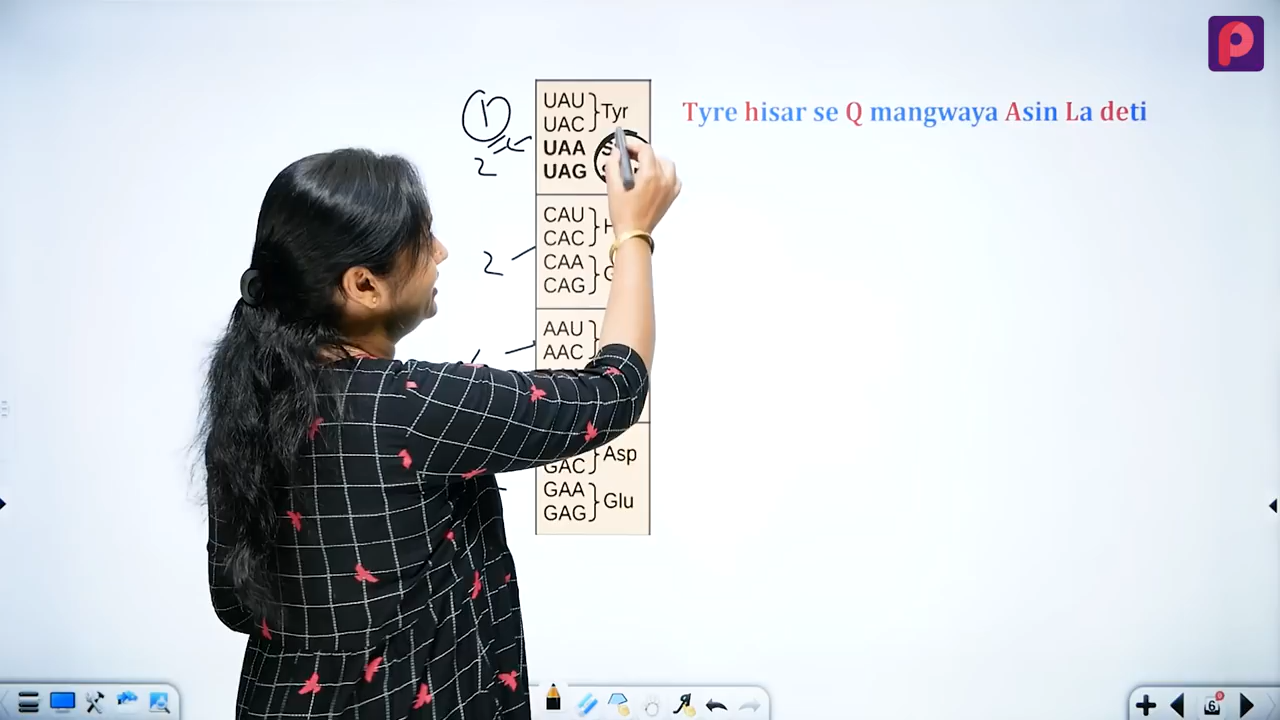 Tyre hisar se Q mangwaya Asin La deti
1
2
UAU
UAC
Tyr
UAA
UAG
2
CAU
CAC
CAA
CAG
AAU
AAC
GAC
Asp
GAA
GAG
Glu
6